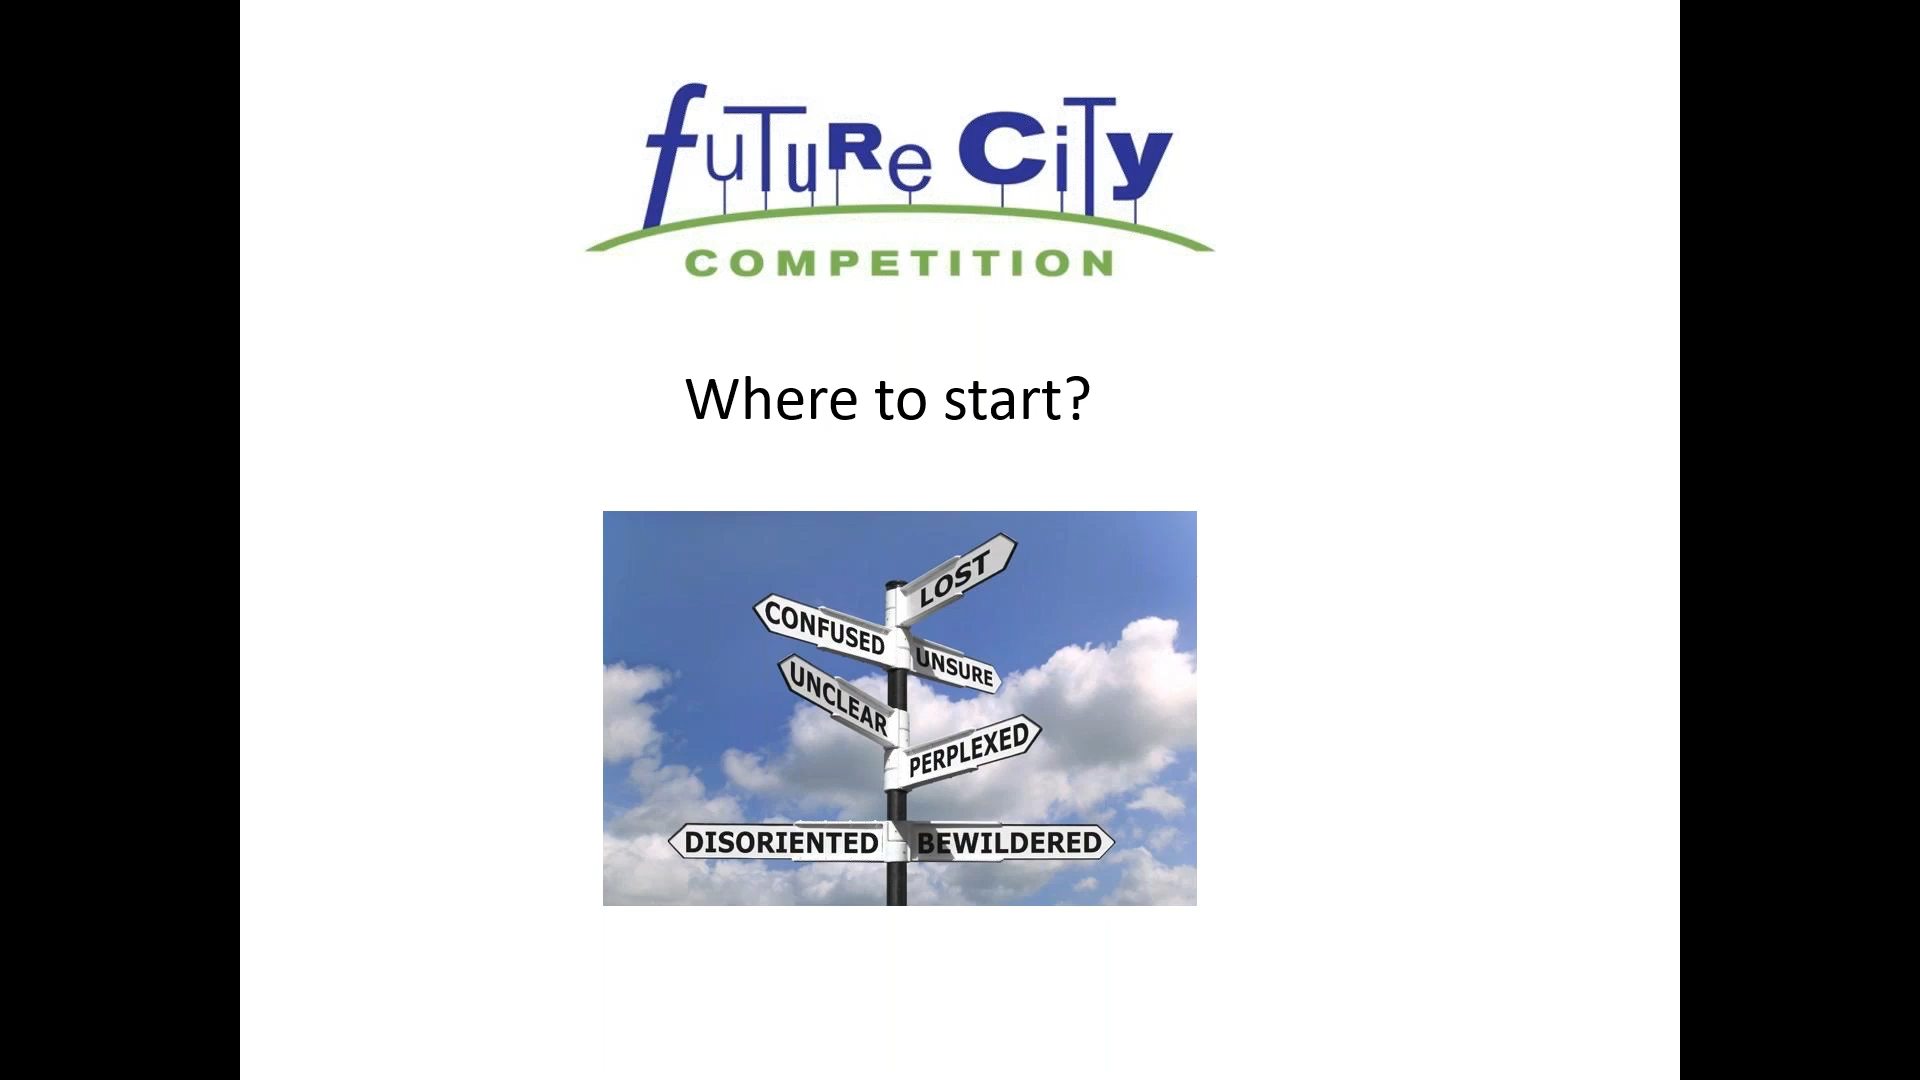 fuTuRe CiTy
COMPETITION
Where to start?
LOST
CONFUSED
UNSURE
UNCLEAR
PERPLEXED
DISORIENTED
BEWILDERED